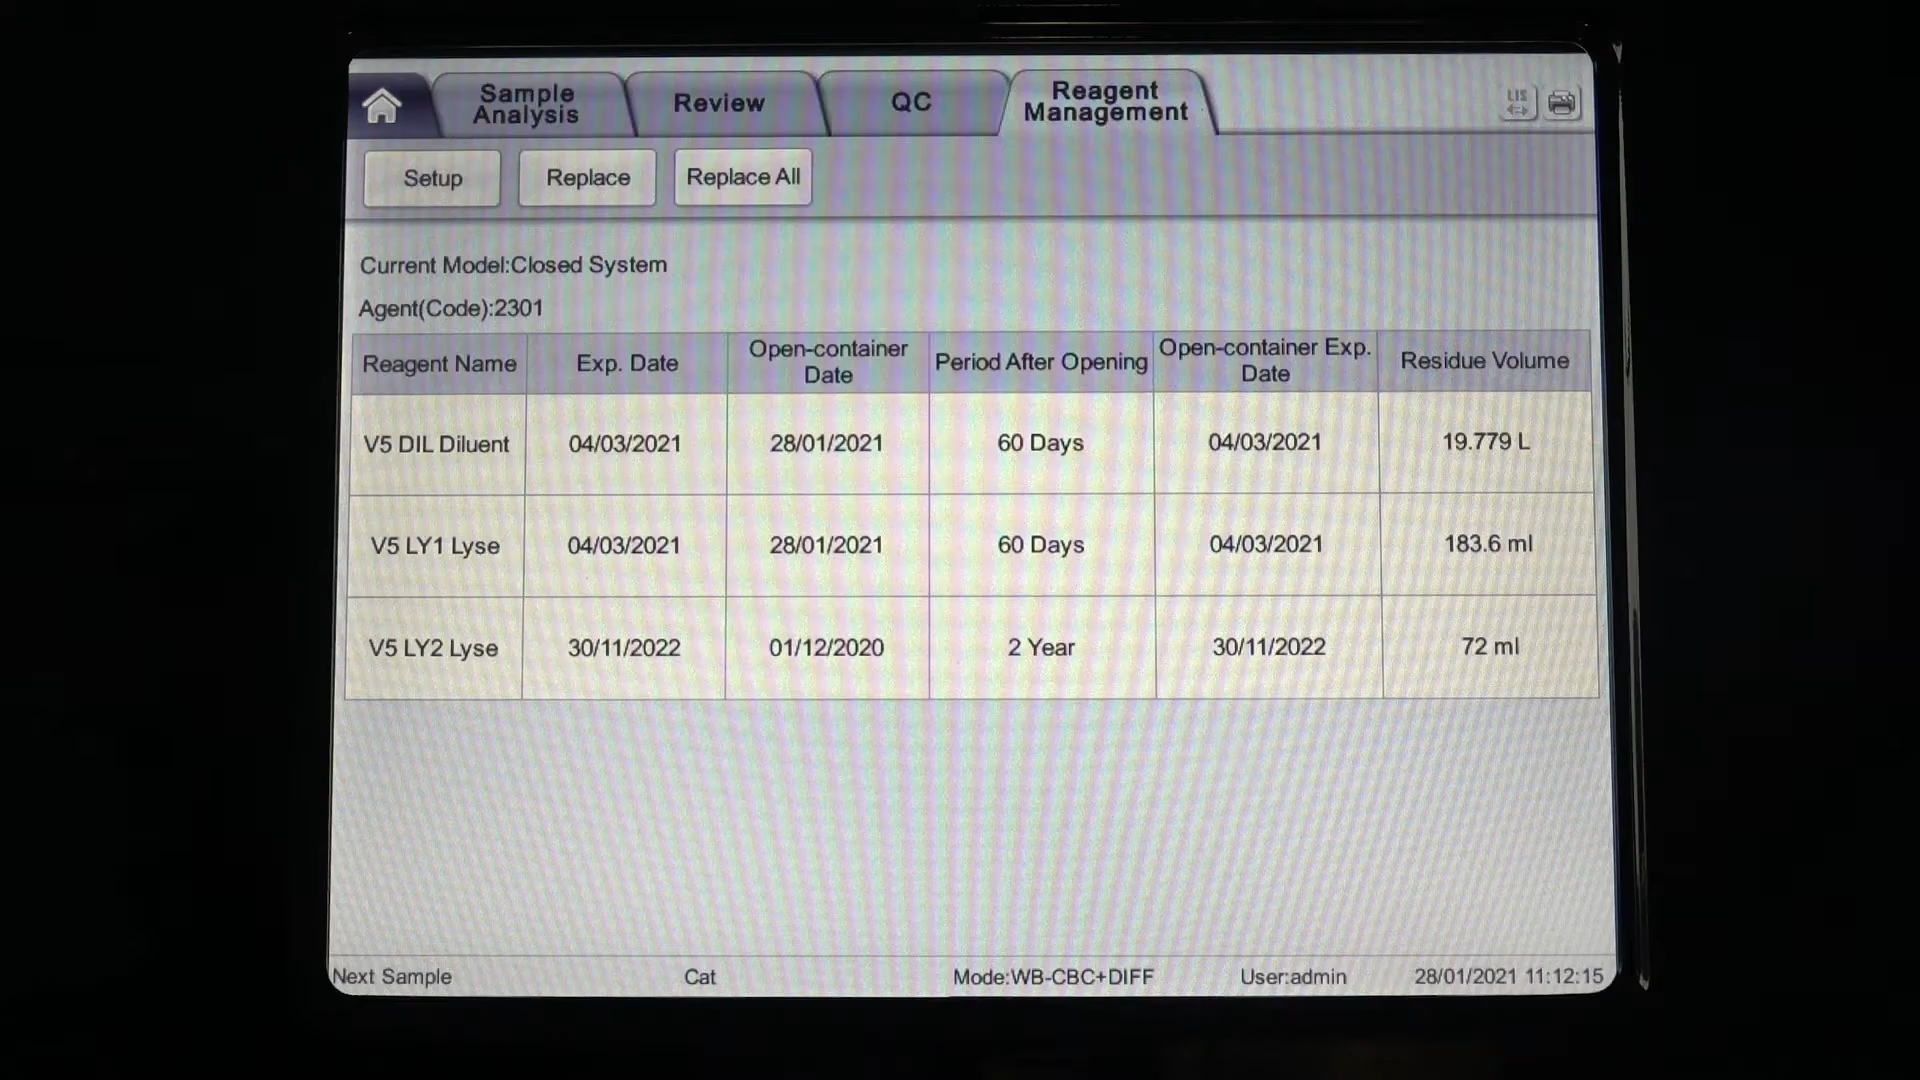 Sample
Analysis
Review
QC
Reagent
Management
LIS
Setup
Replace
Replace All
Current Model:Closed System
Agent(Code):2301
Reagent Name
Exp. Date
Open-container
Date
Period After Opening
Open-container Exp.
Date
Residue Volume
V5 DIL Diluent
04/03/2021
28/01/2021
60 Days
04/03/2021
19.779 L
V5 LY1 Lyse
04/03/2021
28/01/2021
60 Days
04/03/2021
183.6 ml
V5 LY2 Lyse
30/11/2022
01/12/2020
2 Year
30/11/2022
72 ml
Next Sample
Cat
Mode:WB-CBC+DIFF
User:admin
28/01/2021 11:12:15